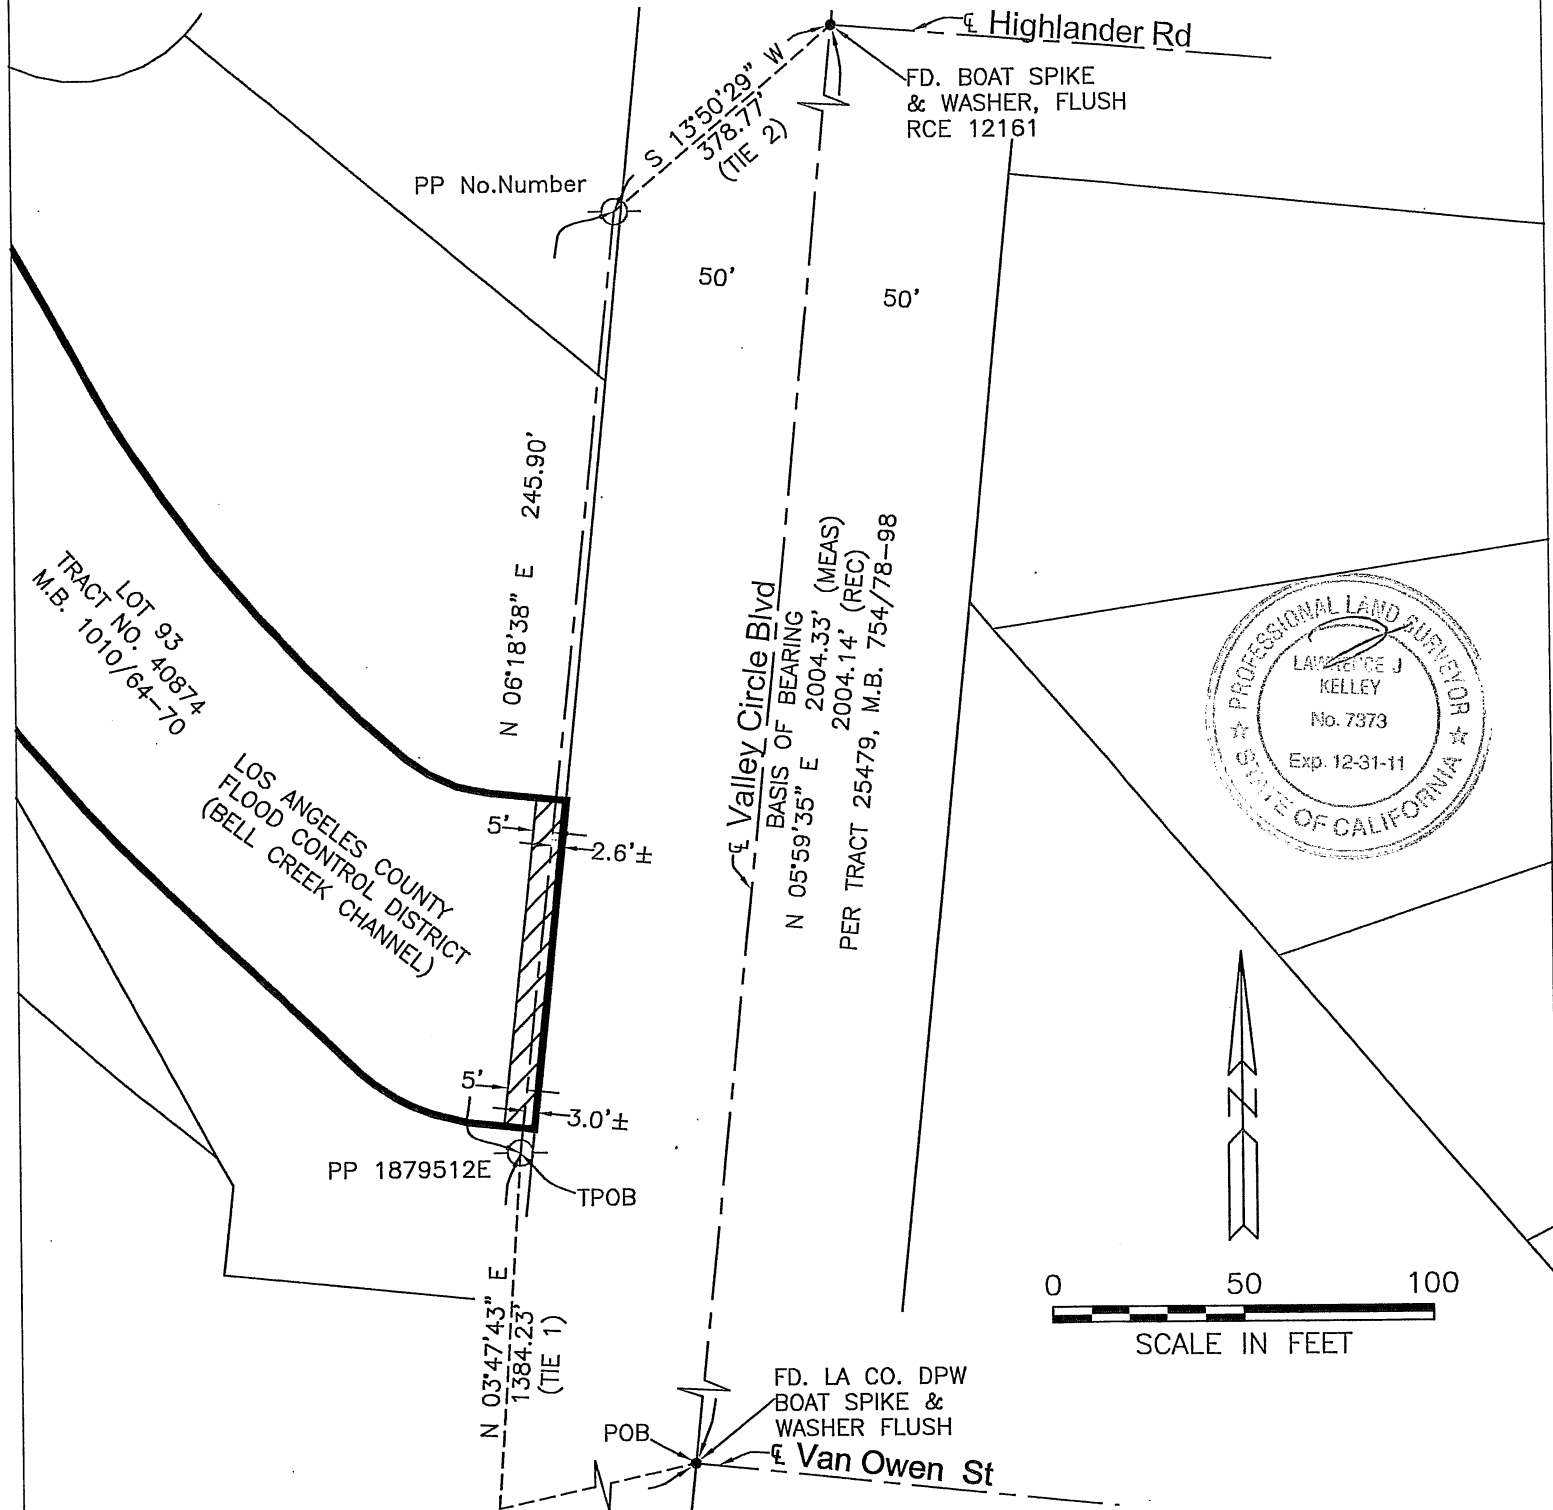 ℄ Highlander Rd
FD. BOAT SPIKE
& WASHER, FLUSH
RCE 12161
S 13°50'29" W
378.77'
(TIE 2)
PP No.Number
50'
50'
N 06°18'38" E 245.90'
℄ Valley Circle Blvd
BASIS OF BEARING
N 05°59'35" E 2004.33' (MEAS)
2004.14' (REC)
PER TRACT 25479, M.B. 754/78-98
LOT 93
TRACT NO. 40874
M.B. 1010/64-70
LOS ANGELES COUNTY
FLOOD CONTROL DISTRICT
(BELL CREEK CHANNEL)
PROFESSIONAL LAND SURVEYOR
LAWRENCE J
KELLEY
No. 7373
Exp. 12-31-11
STATE OF CALIFORNIA
5'
2.6'±
5'
3.0'±
PP 1879512E
TPOB
N 03°47'43" E
1384.23'
(TIE 1)
N
0 50 100
SCALE IN FEET
FD. LA CO. DPW
BOAT SPIKE &
WASHER FLUSH
POB
℄ Van Owen St